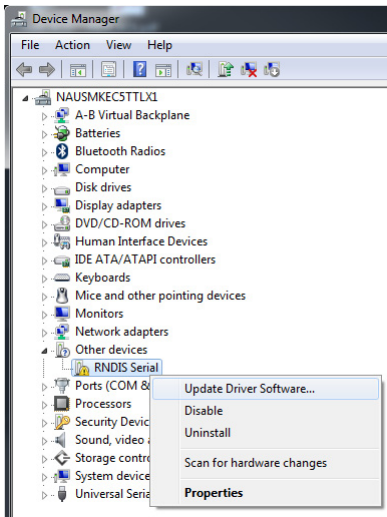 Device Manager
File Action View Help
NAUSMKEC5TTLX1
A-B Virtual Backplane
Batteries
Bluetooth Radios
Computer
Disk drives
Display adapters
DVD/CD-ROM drives
Human Interface Devices
IDE ATA/ATAPI controllers
Keyboards
Mice and other pointing devices
Monitors
Network adapters
Other devices
RNDIS Serial
Ports (COM &
Update Driver Software...
Processors
Disable
Security Devic
Uninstall
Sound, video
Storage contro
Scan for hardware changes
System device
Universal Seria
Properties